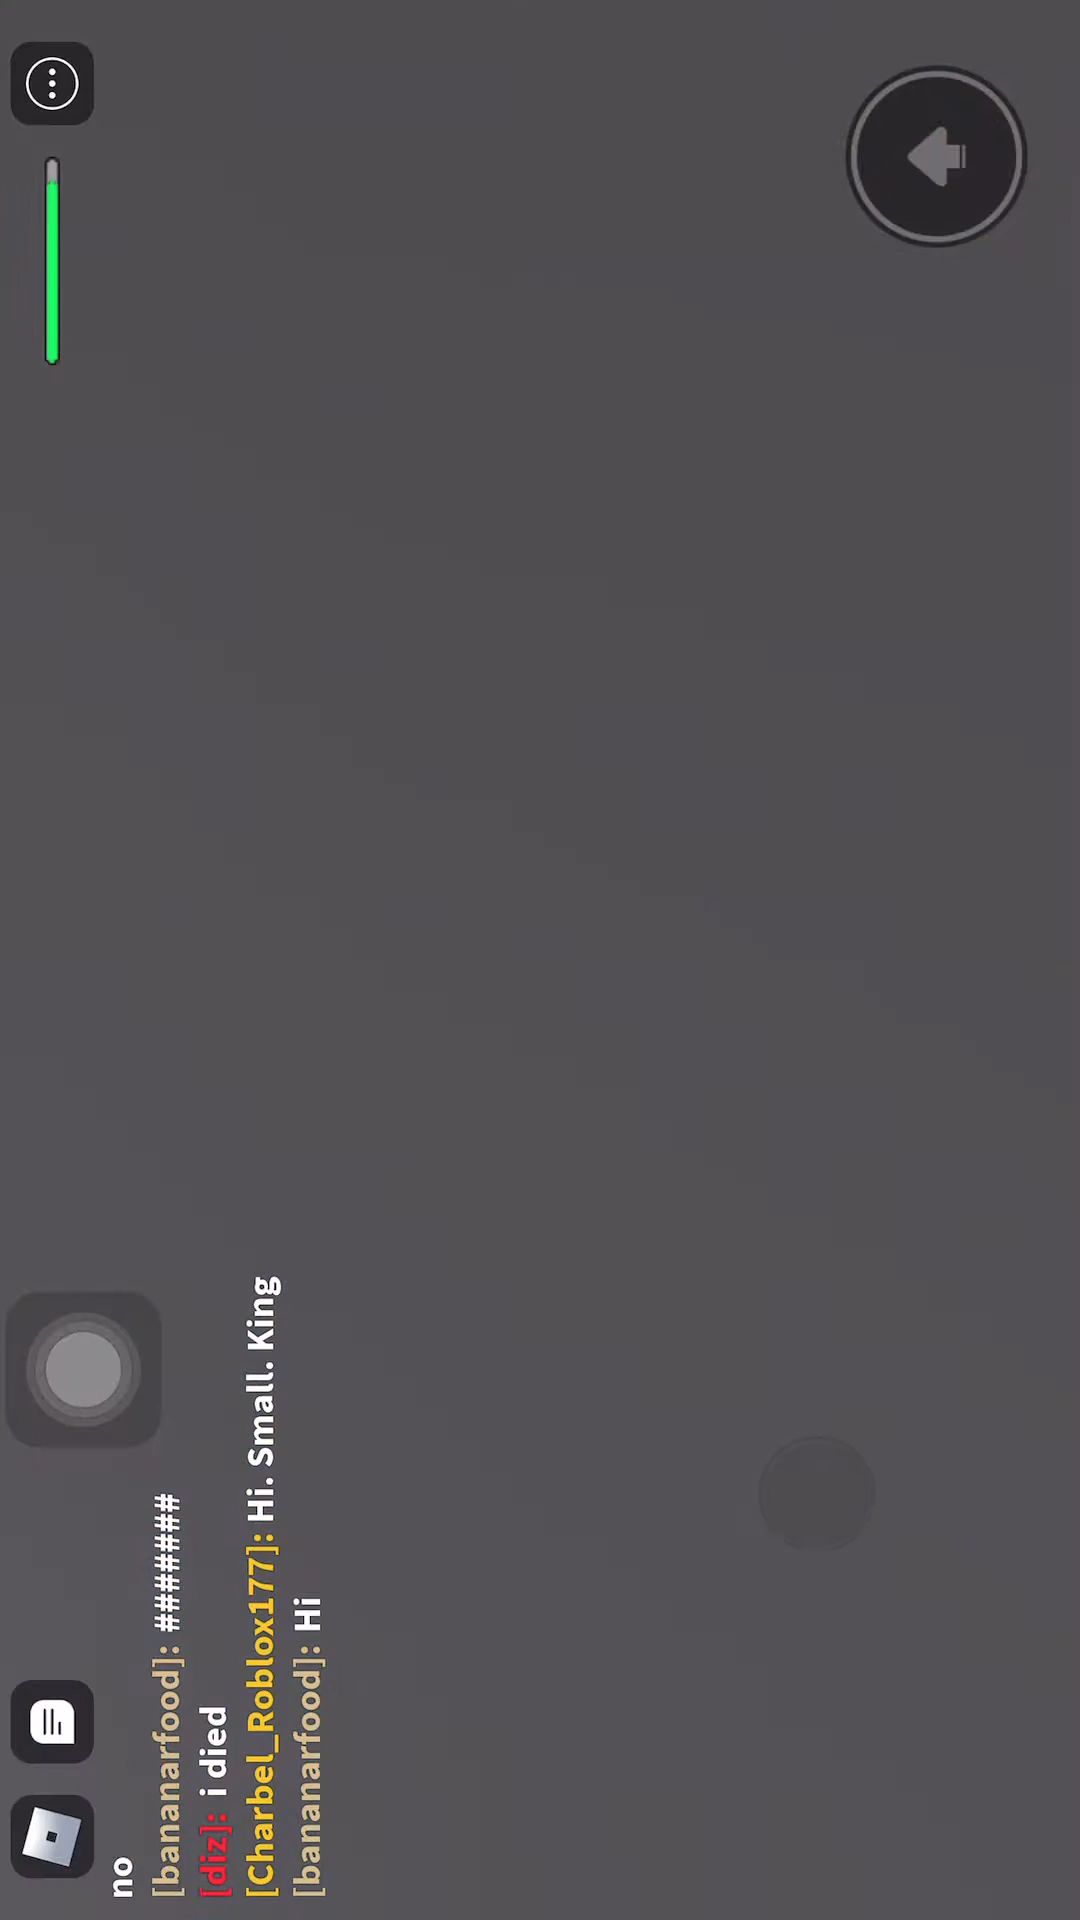 no
[bananarfood]: #######
[diz]: i died
[Charbel_Roblox177]: Hi. Small. King
[bananarfood]: Hi